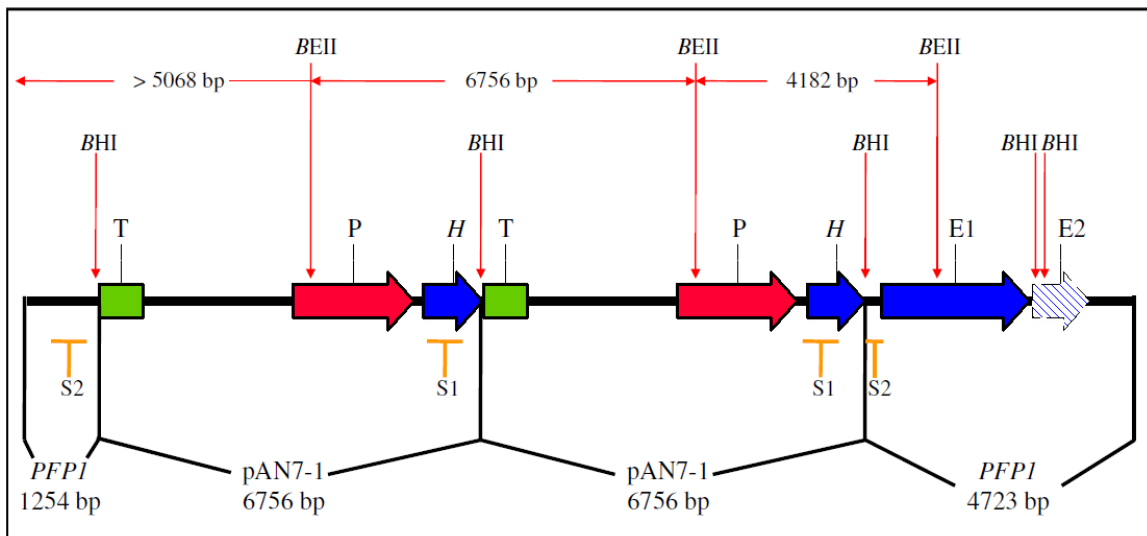 BEII BEII BEII
> 5068 bp 6756 bp 4182 bp
BHI BHI BHI BHI BHI
T P H T P H E1 E2
S2 S1 S1 S2
PFP1 pAN7-1 pAN7-1 PFP1
1254 bp 6756 bp 6756 bp 4723 bp